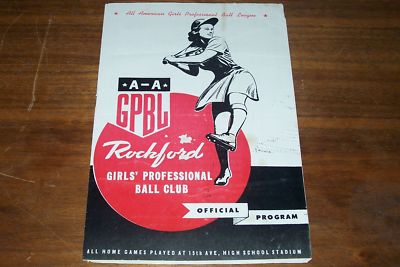 ★ All American Girls Professional Ball League ★
★ A-A ★
GPBL
The
Rockford
GIRLS' PROFESSIONAL
BALL CLUB
OFFICIAL PROGRAM
ALL HOME GAMES PLAYED AT 15th AVE. HIGH SCHOOL STADIUM